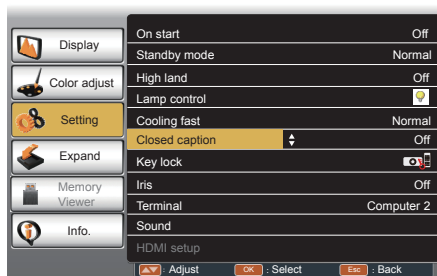 Display
Color adjust
Setting
Expand
Memory
Viewer
Info.
On start Off
Standby mode Normal
High land Off
Lamp control
Cooling fast Normal
Closed caption Off
Key lock
Iris Off
Terminal Computer 2
Sound
HDMI setup
: Adjust OK : Select Esc : Back